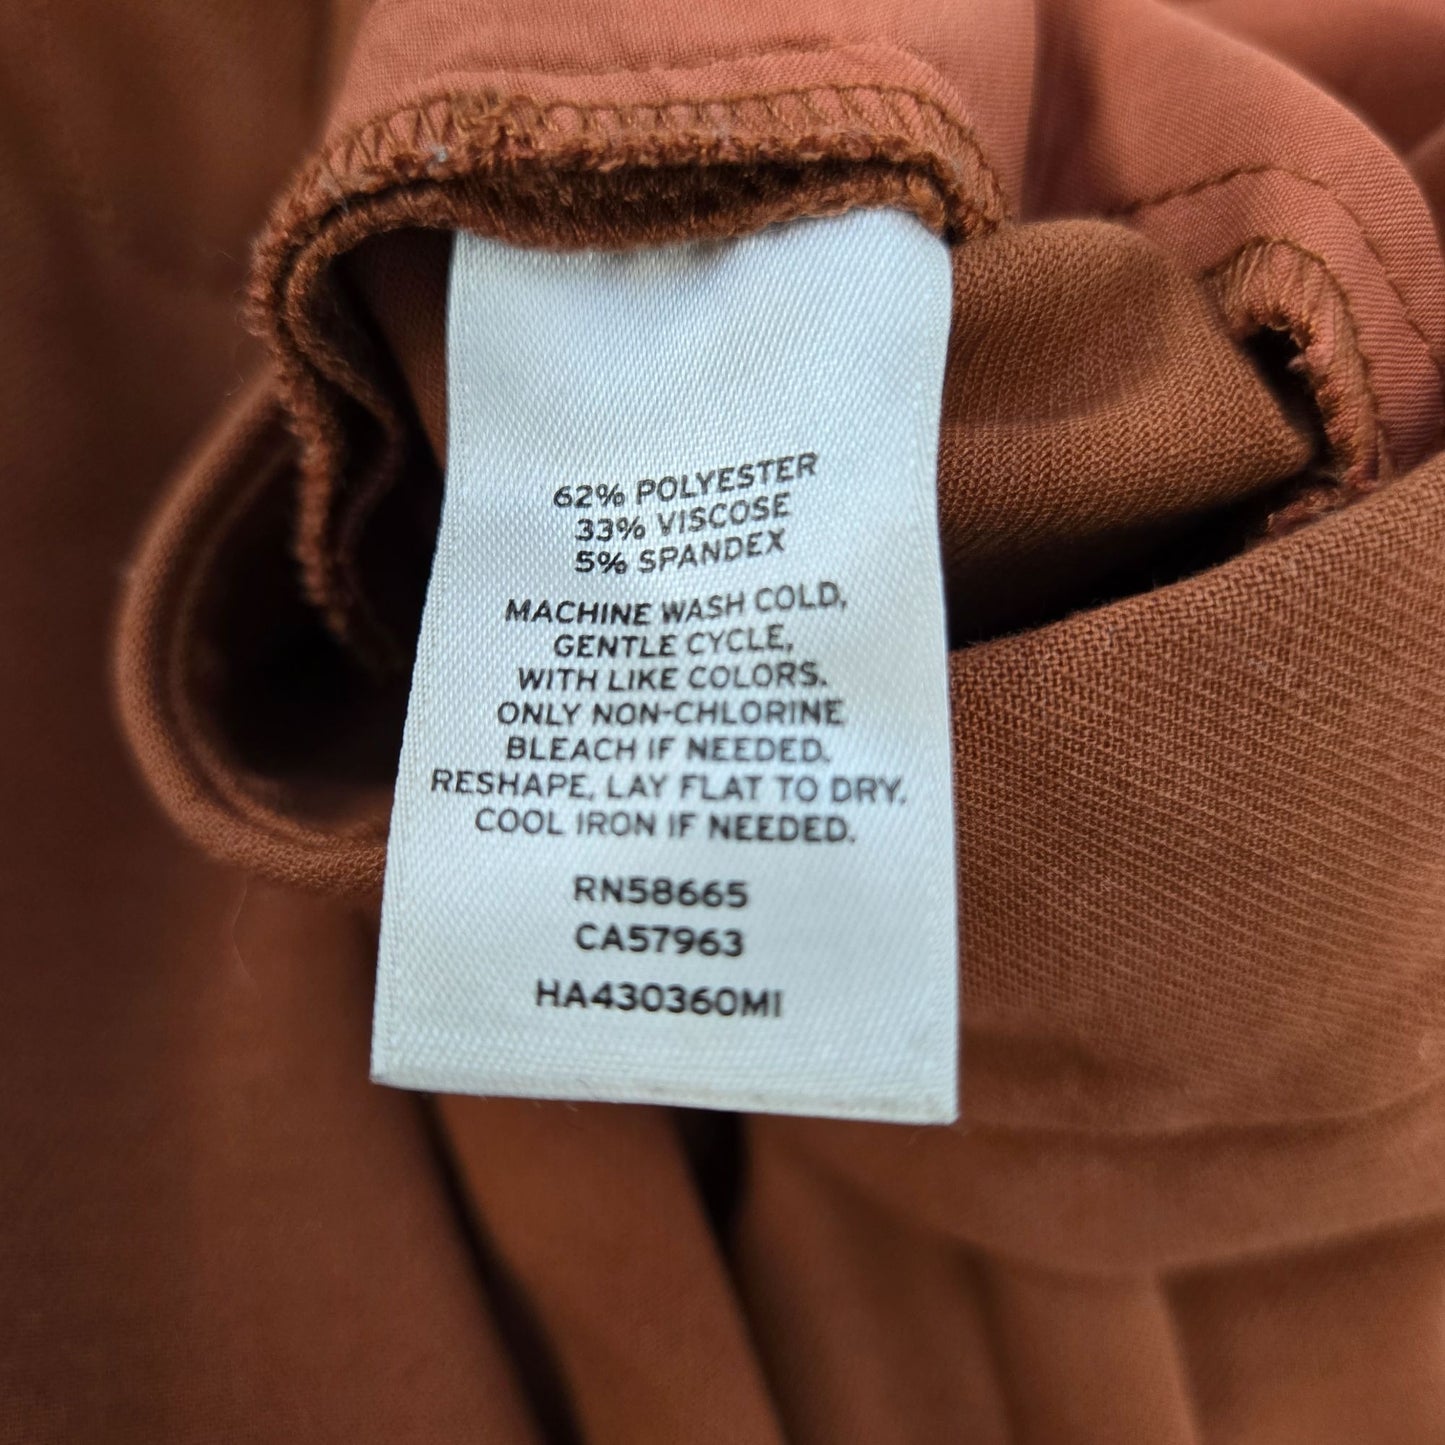 62% POLYESTER
33% VISCOSE
5% SPANDEX
MACHINE WASH COLD,
GENTLE CYCLE,
WITH LIKE COLORS.
ONLY NON-CHLORINE
BLEACH IF NEEDED.
RESHAPE, LAY FLAT TO DRY.
COOL IRON IF NEEDED.
RN58665
CA57963
HA430360MI